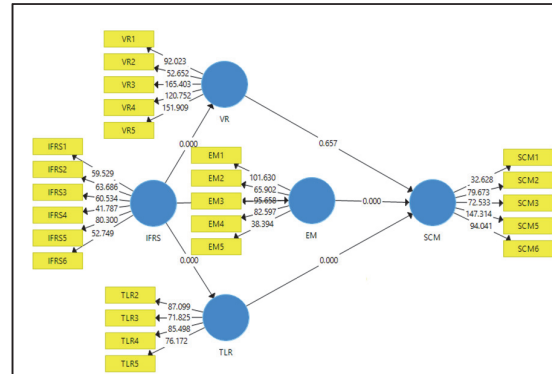 VR1
VR2
VR3
VR4
VR5
92.023
52.652
165.403
120.752
151.909
VR
0.657
0.000
IFRS1
IFRS2
IFRS3
IFRS4
IFRS5
IFRS6
59.529
63.686
60.534
41.787
80.300
52.749
IFRS
EM1
EM2
EM3
EM4
EM5
101.630
65.902
95.658
82.597
38.394
EM
0.000
SCM
32.628
79.673
72.533
147.314
94.041
SCM1
SCM2
SCM3
SCM5
SCM6
0.000
0.000
TLR2
TLR3
TLR4
TLR5
87.099
71.825
85.498
76.172
TLR